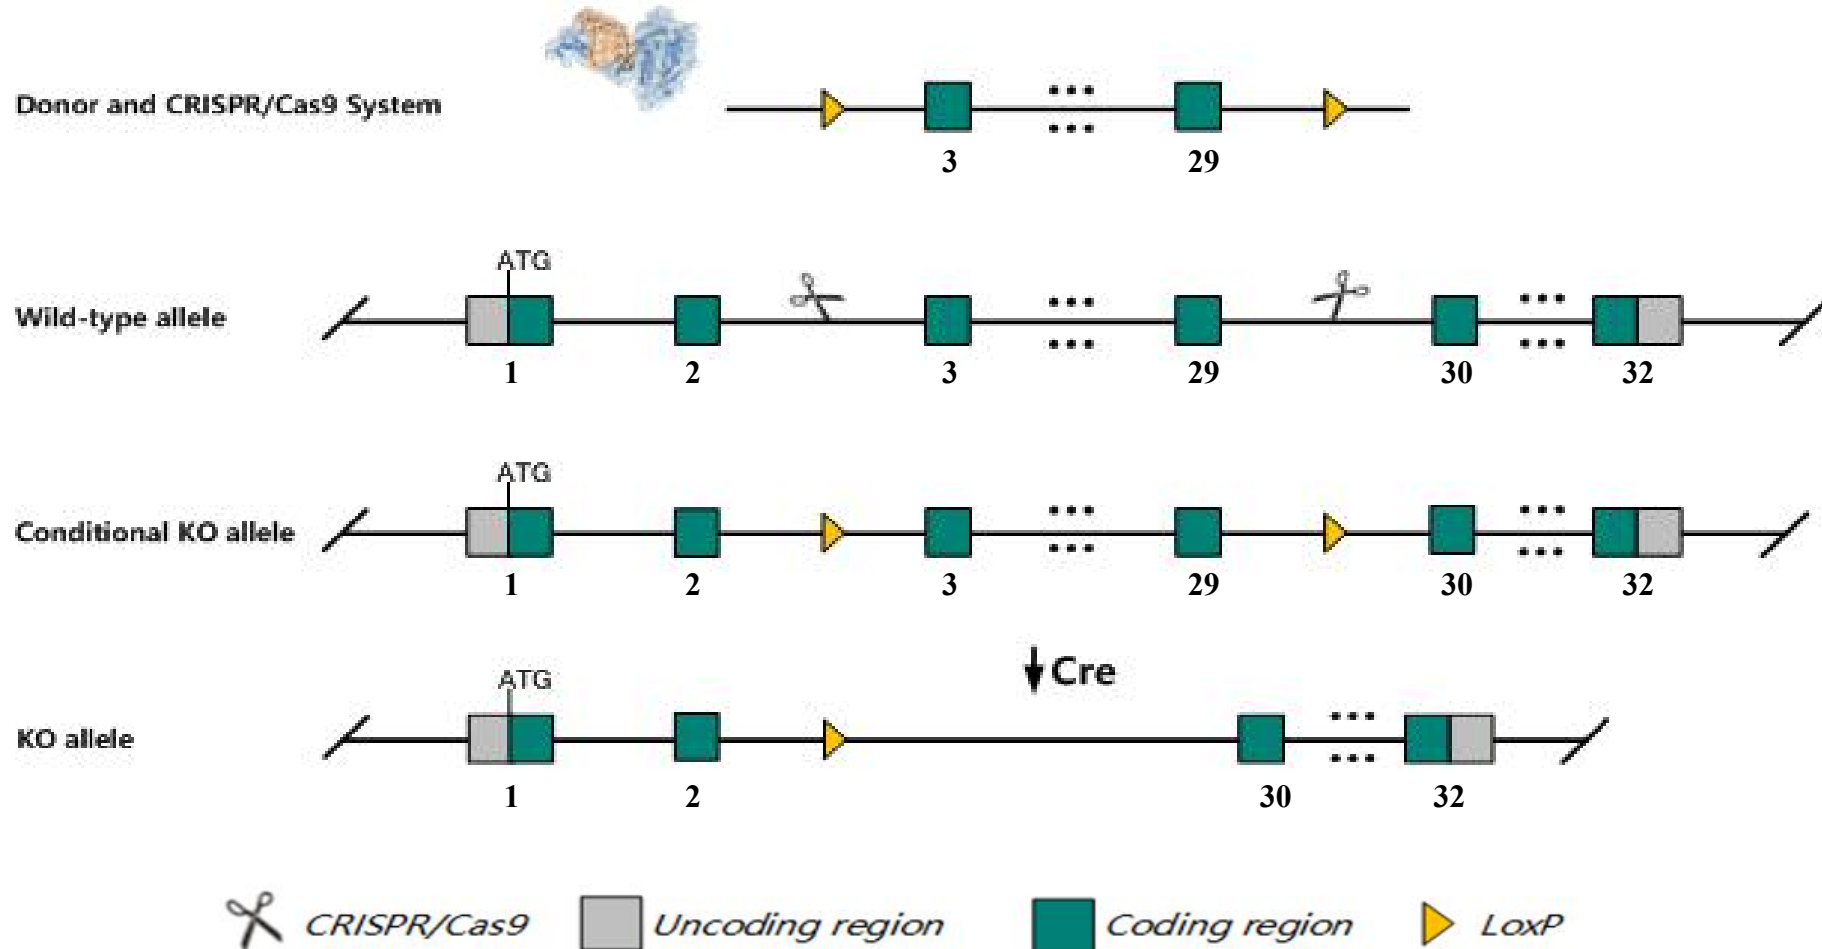 Donor and CRISPR/Cas9 System
3 29
ATG
Wild-type allele
1 2 3 29 30 32
ATG
Conditional KO allele
1 2 3 29 30 32
Cre
ATG
KO allele
1 2 30 32
CRISPR/Cas9 Uncoding region Coding region LoxP